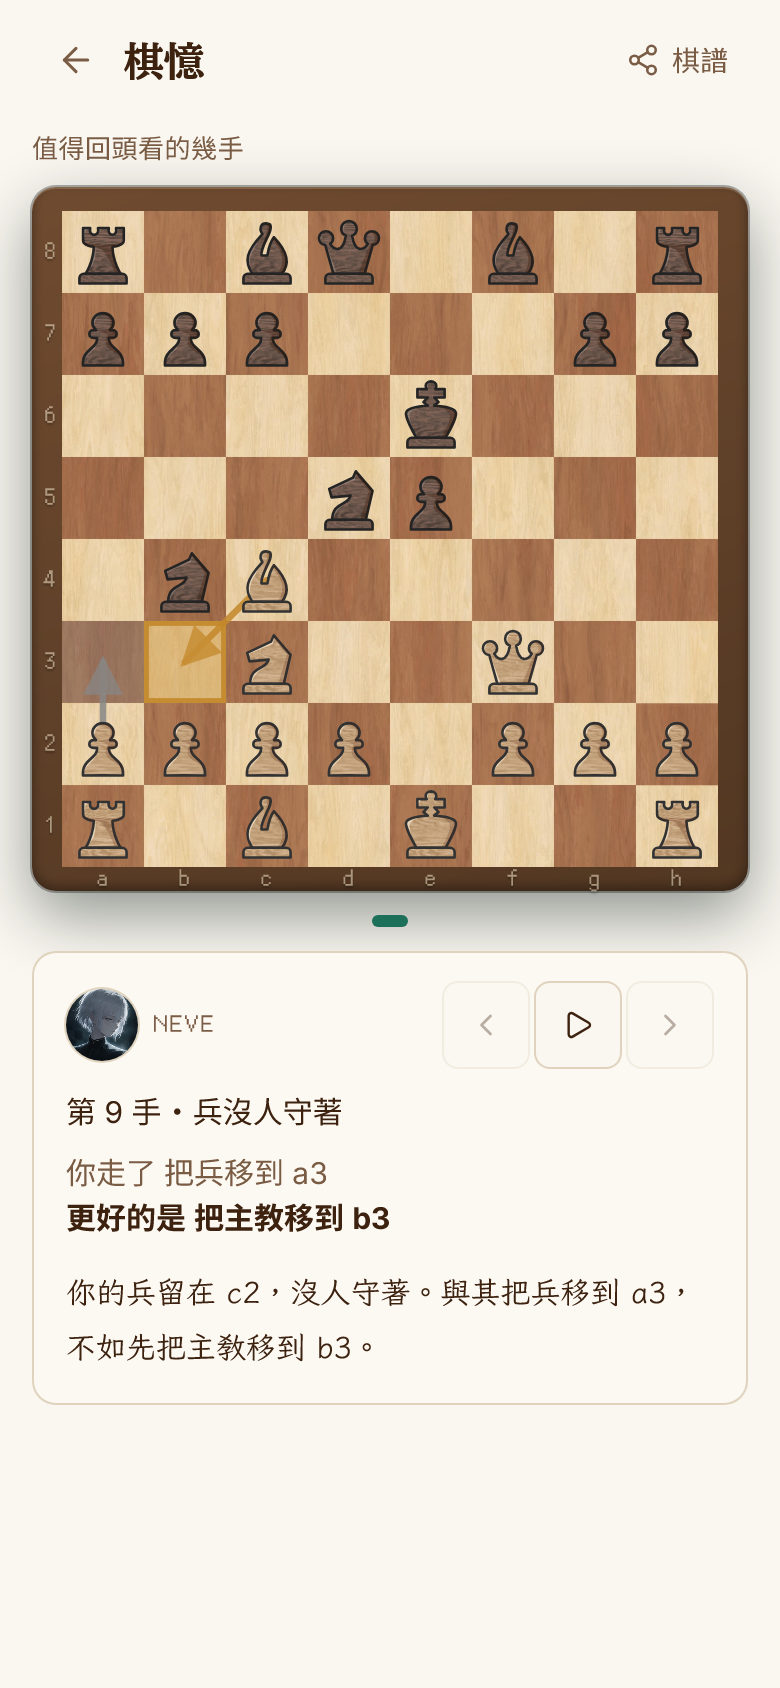 棋憶
棋譜
值得回頭看的幾手
8
7
6
5
4
3
2
1
a b c d e f g h
NEVE
第 9 手・兵沒人守著
你走了 把兵移到 a3
更好的是 把主教移到 b3
你的兵留在 c2，沒人守著。與其把兵移到 a3，
不如先把主教移到 b3。